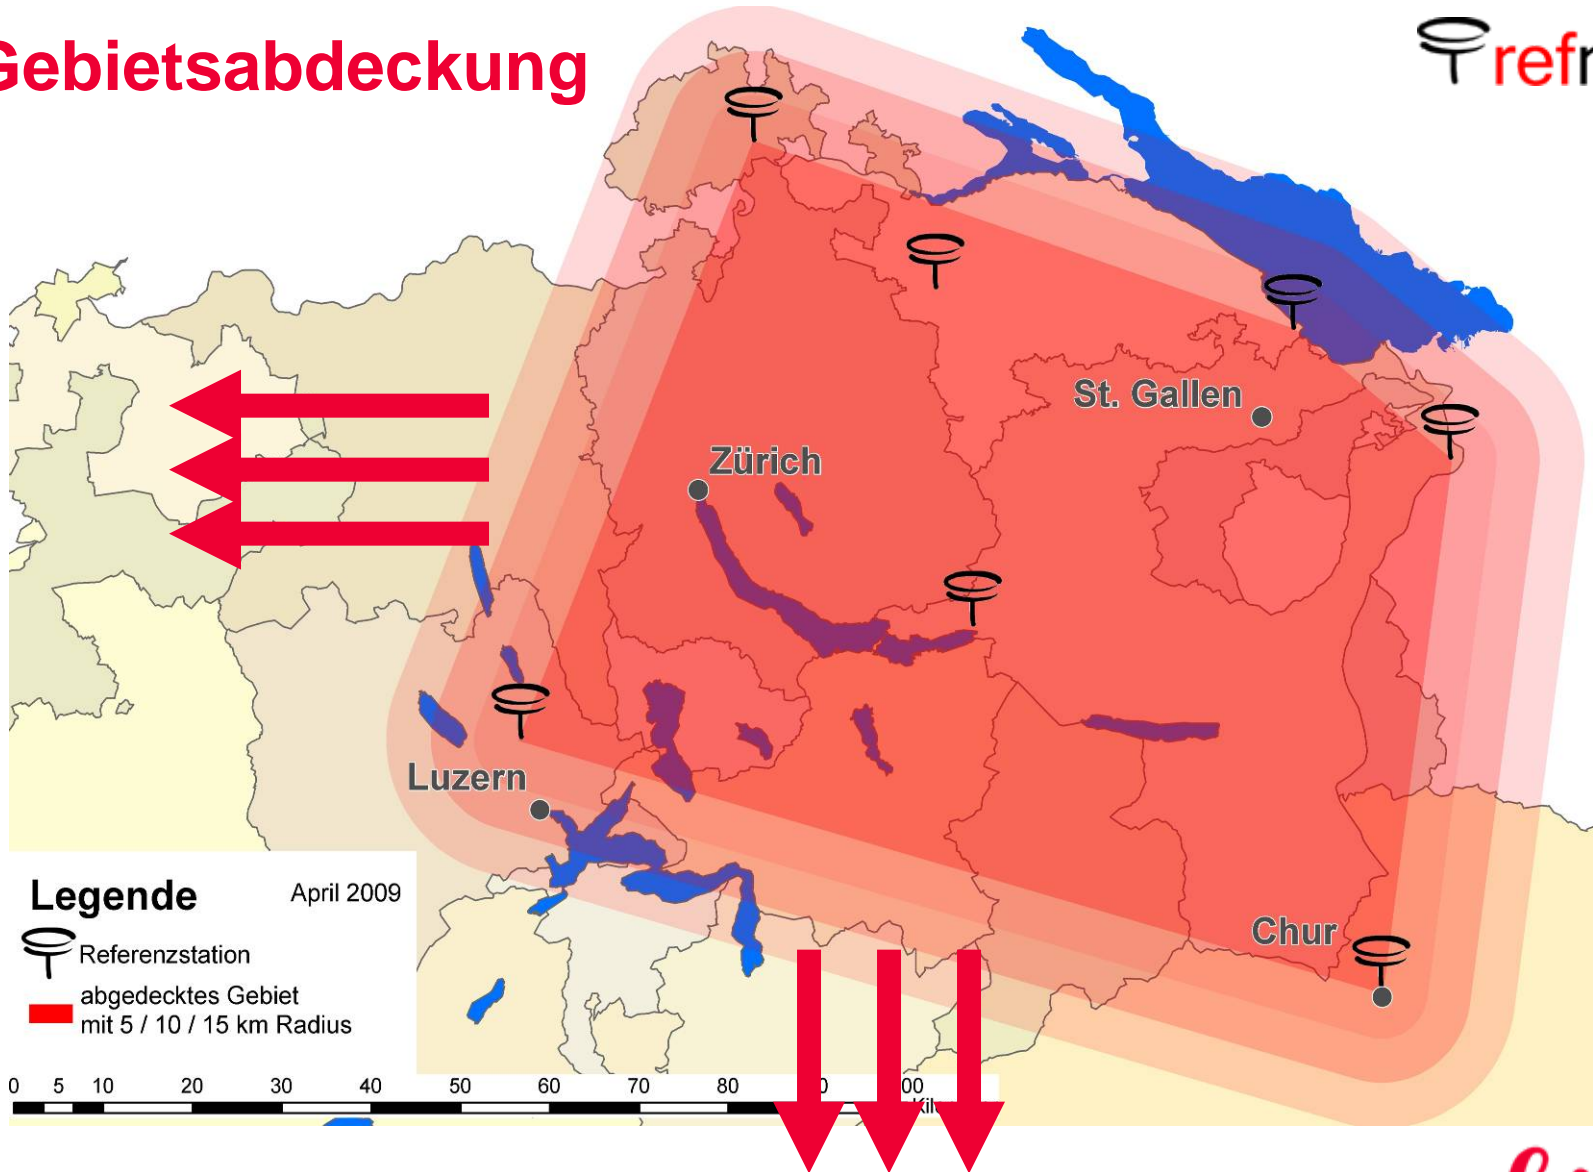 Gebietsabdeckung
St. Gallen
Zürich
Luzern
Chur
Legende
April 2009
Referenzstation
abgedecktes Gebiet
mit 5 / 10 / 15 km Radius
0 5 10 20 30 40 50 60 70 80